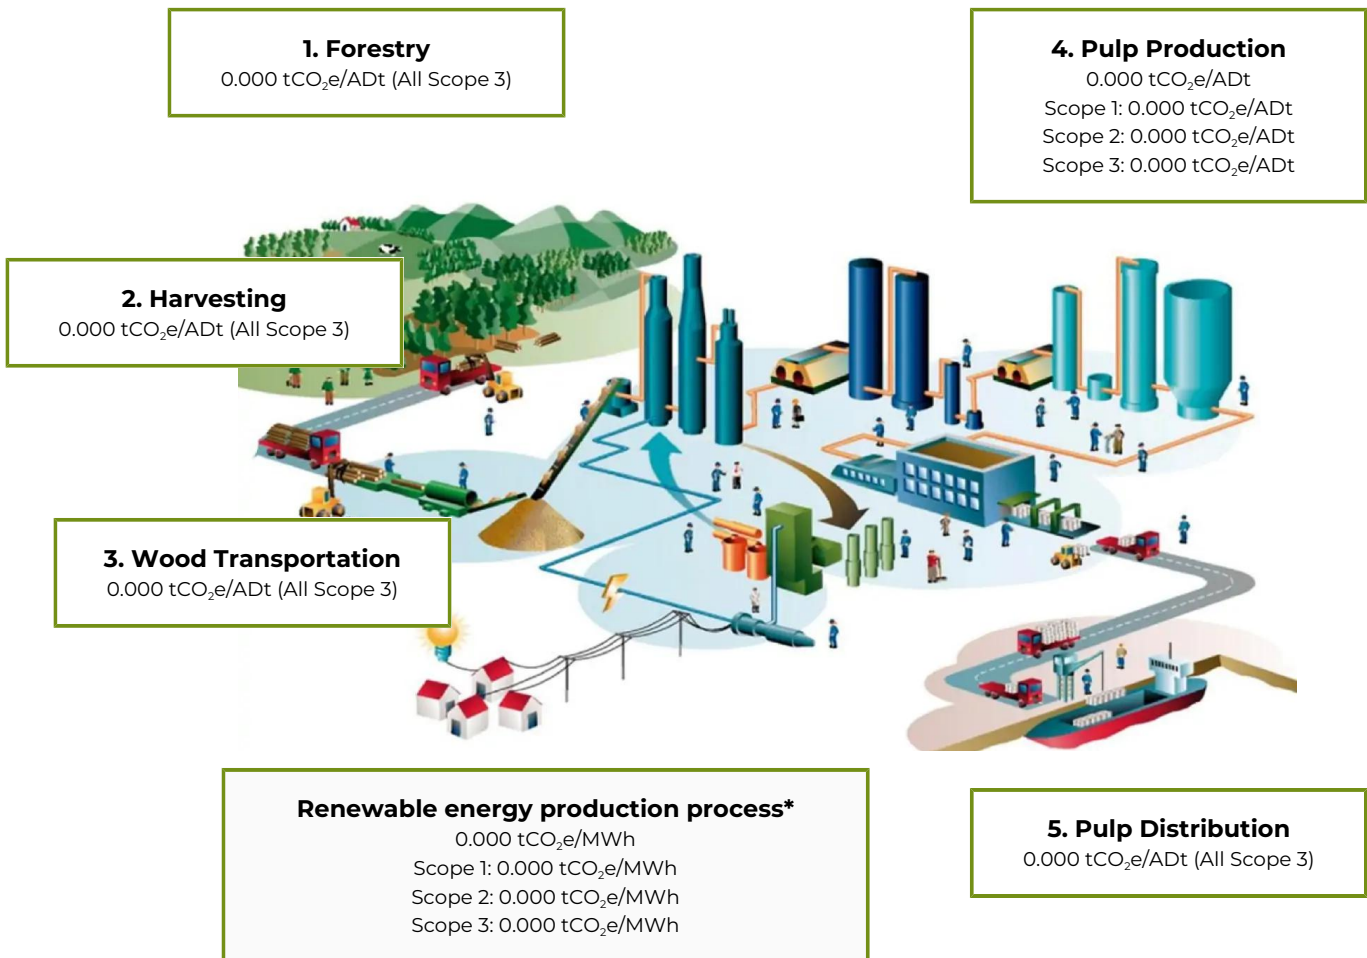 1. Forestry
0.000 tCO₂e/ADt (All Scope 3)
4. Pulp Production
0.000 tCO₂e/ADt
Scope 1: 0.000 tCO₂e/ADt
Scope 2: 0.000 tCO₂e/ADt
Scope 3: 0.000 tCO₂e/ADt
2. Harvesting
0.000 tCO₂e/ADt (All Scope 3)
3. Wood Transportation
0.000 tCO₂e/ADt (All Scope 3)
Renewable energy production process*
0.000 tCO₂e/MWh
Scope 1: 0.000 tCO₂e/MWh
Scope 2: 0.000 tCO₂e/MWh
Scope 3: 0.000 tCO₂e/MWh
5. Pulp Distribution
0.000 tCO₂e/ADt (All Scope 3)